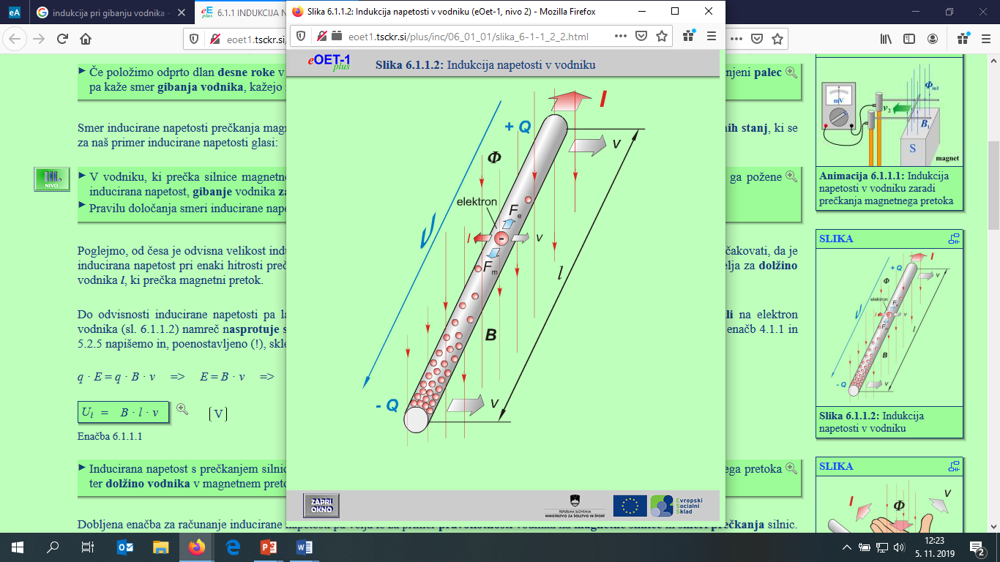 indukcija pri gibanju vodnika -
6.1.1 INDUKCIJA N
Slika 6.1.1.2: Indukcija napetosti v vodniku (eOet-1, nivo 2) - Mozilla Firefox
eoet1.tsckr.si,
eoet1.tsckr.si/plus/inc/06_01_01/slika_6-1-1_2_2.html
eOET-1 plus
Slika 6.1.1.2: Indukcija napetosti v vodniku
Če položimo odprto dlan desne roke v
njeni palec
pa kaže smer gibanja vodnika, kažejo
Smer inducirane napetosti prečkanja mag
nih stanj, ki se
za naš primer inducirane napetosti glasi:
NIVO
V vodniku, ki prečka silnice magnetne
ga požene
inducirana napetost, gibanje vodnika za
Pravilu določanja smeri inducirane nape
Poglejmo, od česa je odvisna velikost indu
čakovati, da je
inducirana napetost pri enaki hitrosti preč
elja za dolžino
vodnika l, ki prečka magnetni pretok.
Do odvisnosti inducirane napetosti pa la
ili na elektron
vodnika (sl. 6.1.1.2) namreč nasprotuje s
enačb 4.1.1 in
5.2.5 napišemo in, poenostavljeno (!), skle
q · E = q · B · v => E = B · v =>
Ui = B · l · v [V]
Enačba 6.1.1.1
Inducirana napetost s prečkanjem silnic
ega pretoka
ter dolžino vodnika v magnetnem preto
Dobljena enačba za računanje inducirane napetosti pa velja le za primer pravokotnosti vodnika na magnetne silnice in smeri prečkanja silnic.
I
+ Q
v
Φ
elektron
Fe
I
-
v
Fm
l
B
- Q
v
ZAPRI
OKNO
REPUBLIKA SLOVENIJA
MINISTRSTVO ZA ŠOLSTVO IN ŠPORT
Evropski
Socialni
Sklad
mV
Φm1
v2
B1
S
magnet
Animacija 6.1.1.1: Indukcija
napetosti v vodniku zaradi
prečkanja magnetnega pretoka
SLIKA
I
+ Q
v
Φ
elektron
Fe
I
v
Fm
l
B
- Q
v
Slika 6.1.1.2: Indukcija
napetosti v vodniku
SLIKA
I
Φ
v
12:23
5. 11. 2019
2